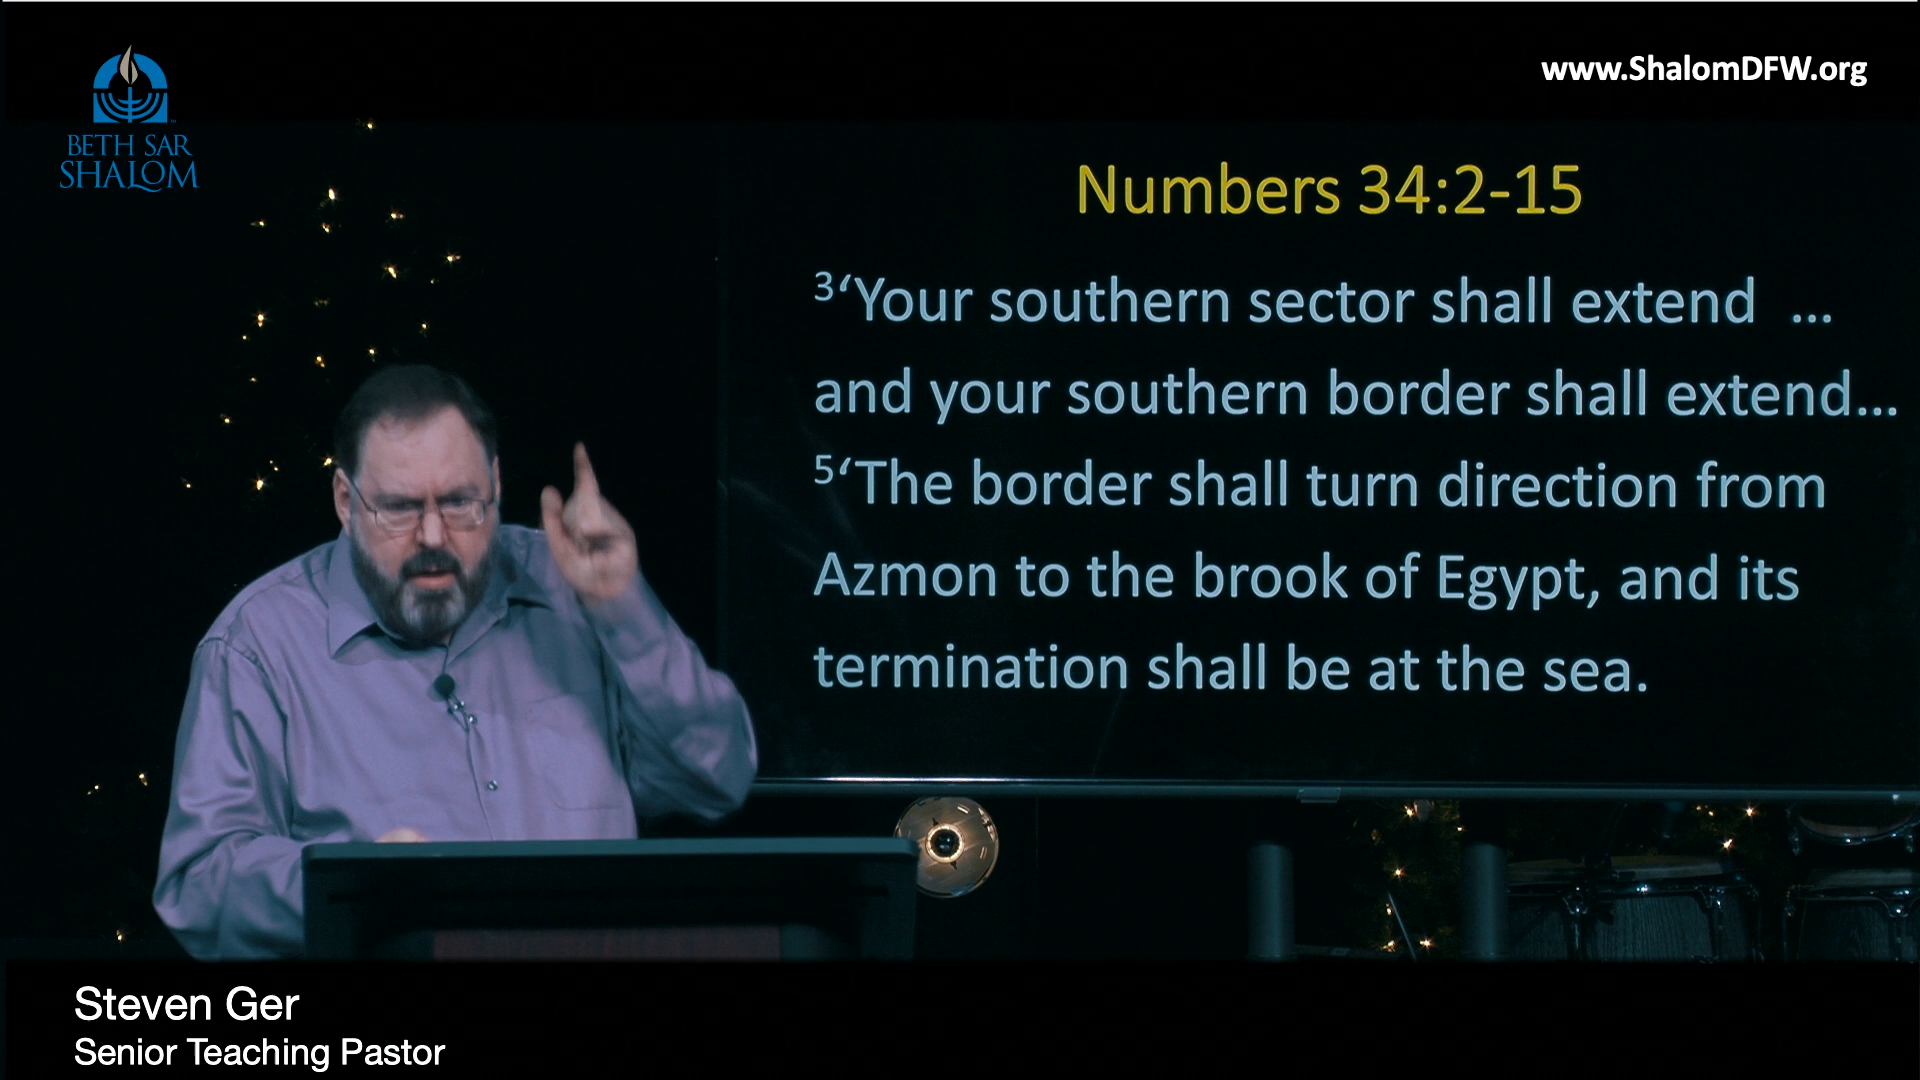 BETH SAR
SHALOM
www.ShalomDFW.org
Numbers 34:2-15
3‘Your southern sector shall extend …
and your southern border shall extend…
5‘The border shall turn direction from
Azmon to the brook of Egypt, and its
termination shall be at the sea.
Steven Ger
Senior Teaching Pastor